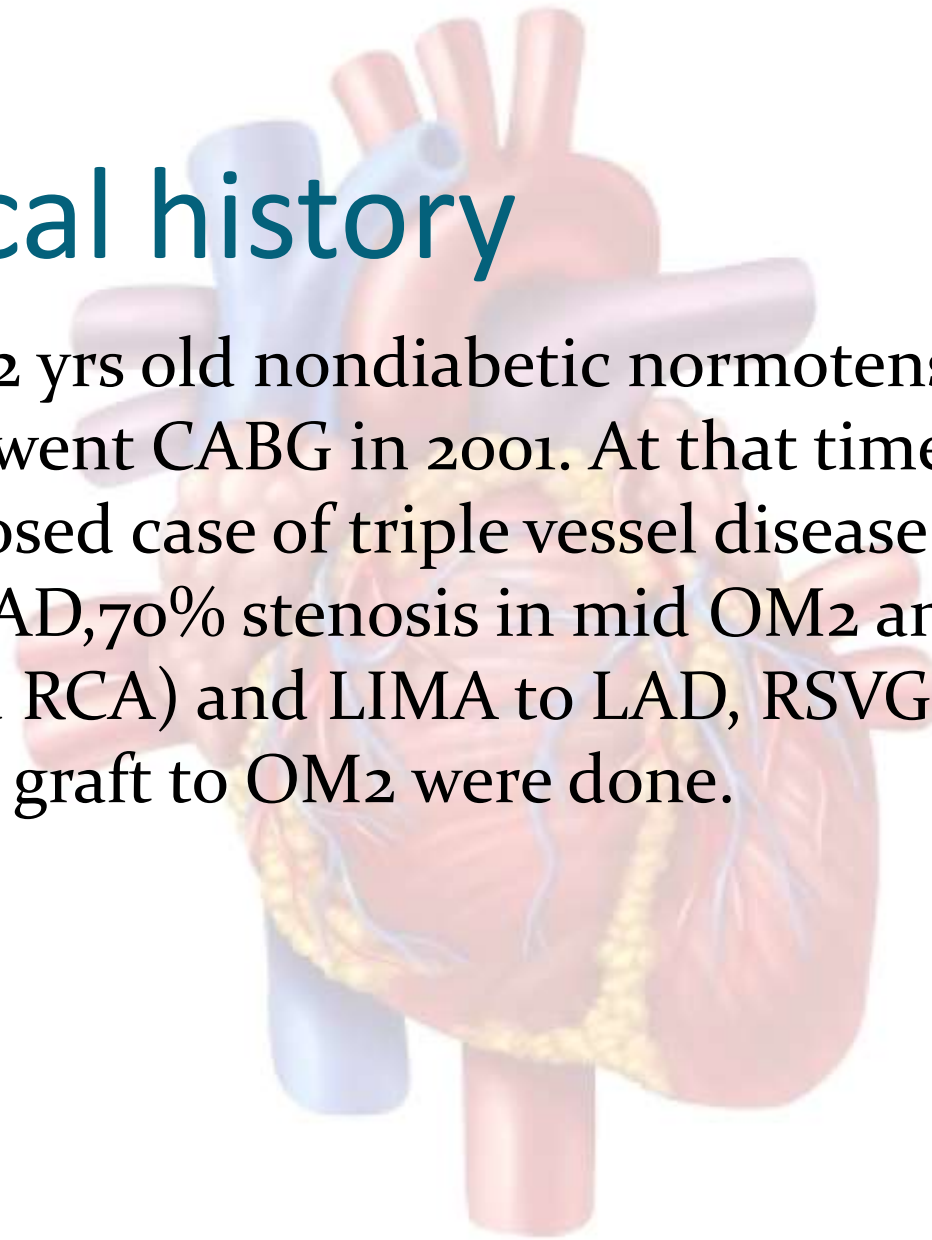 cal history
2 yrs old nondiabetic normotens
went CABG in 2001. At that time
osed case of triple vessel disease
AD,70% stenosis in mid OM2 an
RCA) and LIMA to LAD, RSVG
graft to OM2 were done.